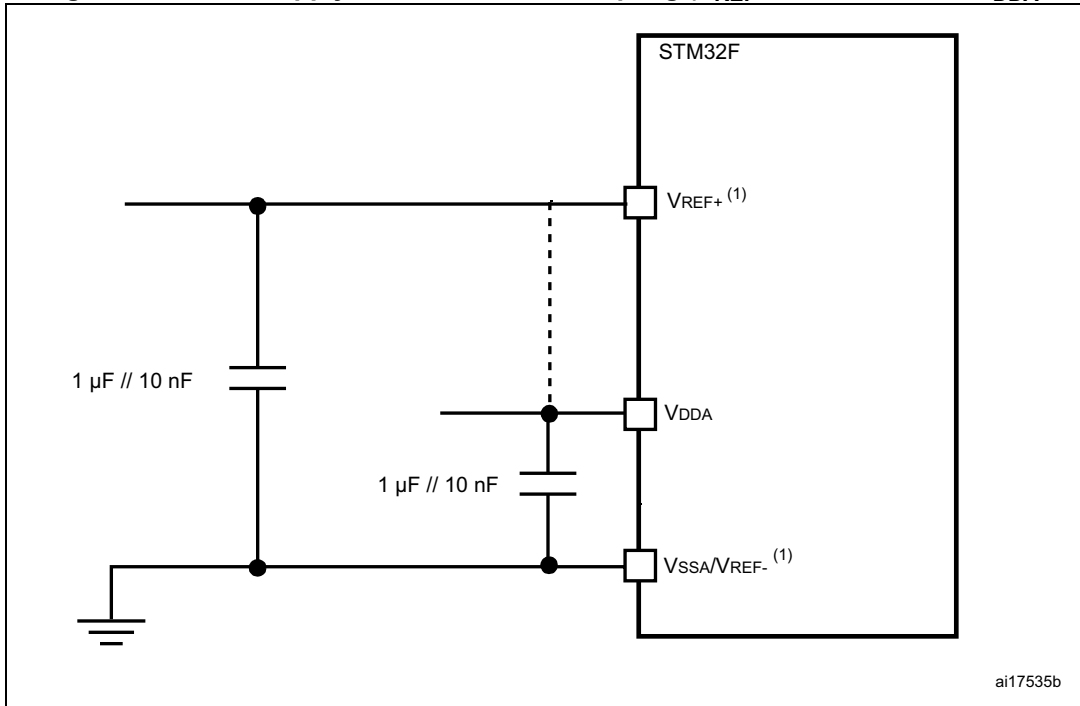 STM32F
VREF+ (1)
1 µF // 10 nF
VDDA
1 µF // 10 nF
VSSA/VREF- (1)
ai17535b